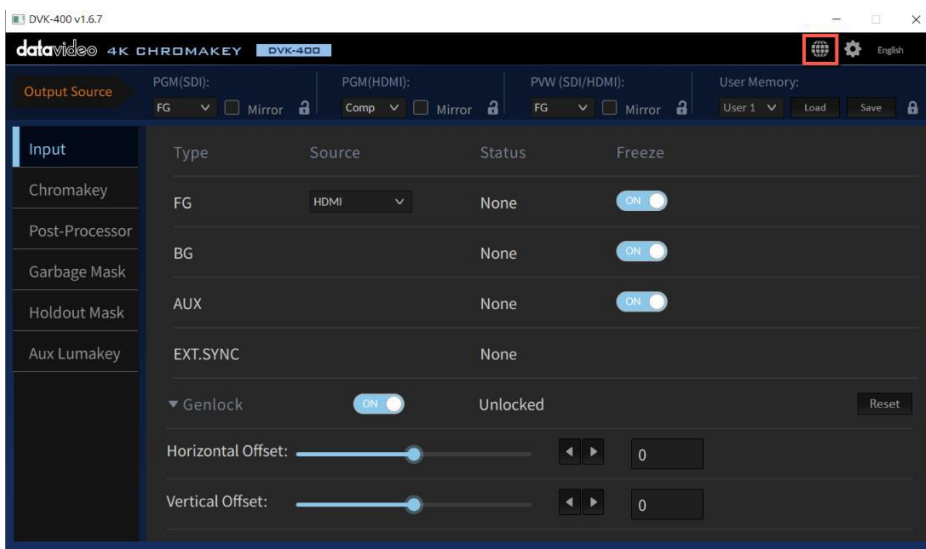 DVK-400 v1.6.7
datavideo 4K CHROMAKEY DVK-400 English
Output Source
PGM(SDI): PGM(HDMI): PVW (SDI/HDMI): User Memory:
FG Mirror Comp Mirror FG Mirror User 1 Load Save
Input
Chromakey
Post-Processor
Garbage Mask
Holdout Mask
Aux Lumakey
Type Source Status Freeze
FG HDMI None ON
BG None ON
AUX None ON
EXT.SYNC None
Genlock ON Unlocked Reset
Horizontal Offset: 0
Vertical Offset: 0